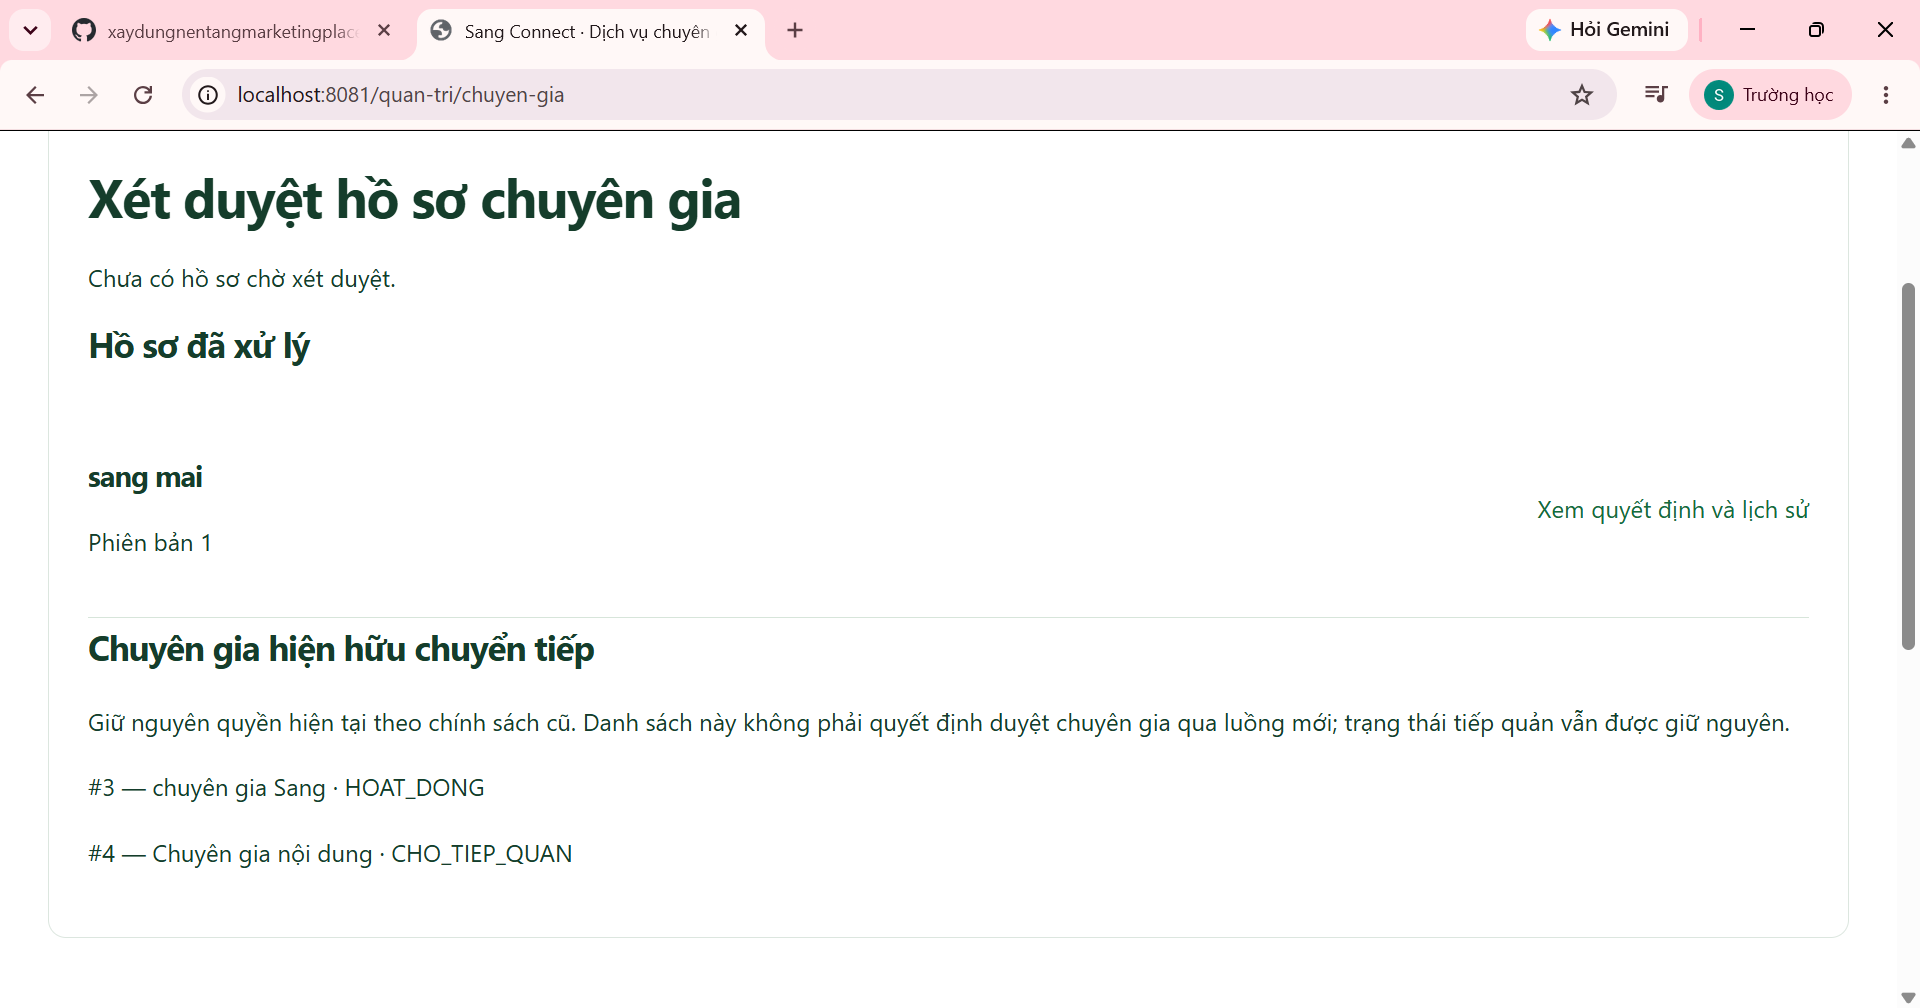 xaydungnentangmarketingplac
Sang Connect · Dịch vụ chuyên
Hỏi Gemini
localhost:8081/quan-tri/chuyen-gia
S
Trường học
Xét duyệt hồ sơ chuyên gia
Chưa có hồ sơ chờ xét duyệt.
Hồ sơ đã xử lý
sang mai
Xem quyết định và lịch sử
Phiên bản 1
Chuyên gia hiện hữu chuyển tiếp
Giữ nguyên quyền hiện tại theo chính sách cũ. Danh sách này không phải quyết định duyệt chuyên gia qua luồng mới; trạng thái tiếp quản vẫn được giữ nguyên.
#3 — chuyên gia Sang · HOAT_DONG
#4 — Chuyên gia nội dung · CHO_TIEP_QUAN